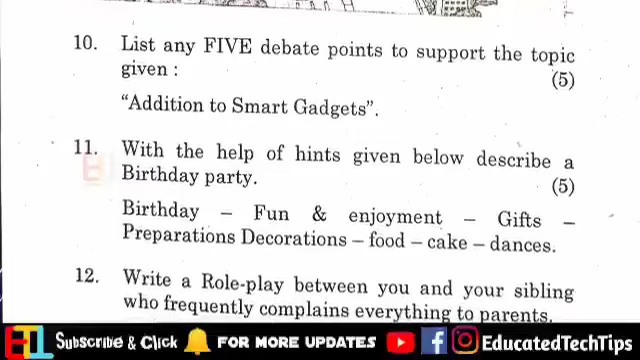 10. List any FIVE debate points to support the topic
given : (5)
"Addition to Smart Gadgets".
11. With the help of hints given below describe a
Birthday party. (5)
Birthday – Fun & enjoyment – Gifts –
Preparations Decorations – food – cake – dances.
12. Write a Role-play between you and your sibling
who frequently complains everything to parents.
ETL Subscribe & Click FOR MORE UPDATES EducatedTechTips